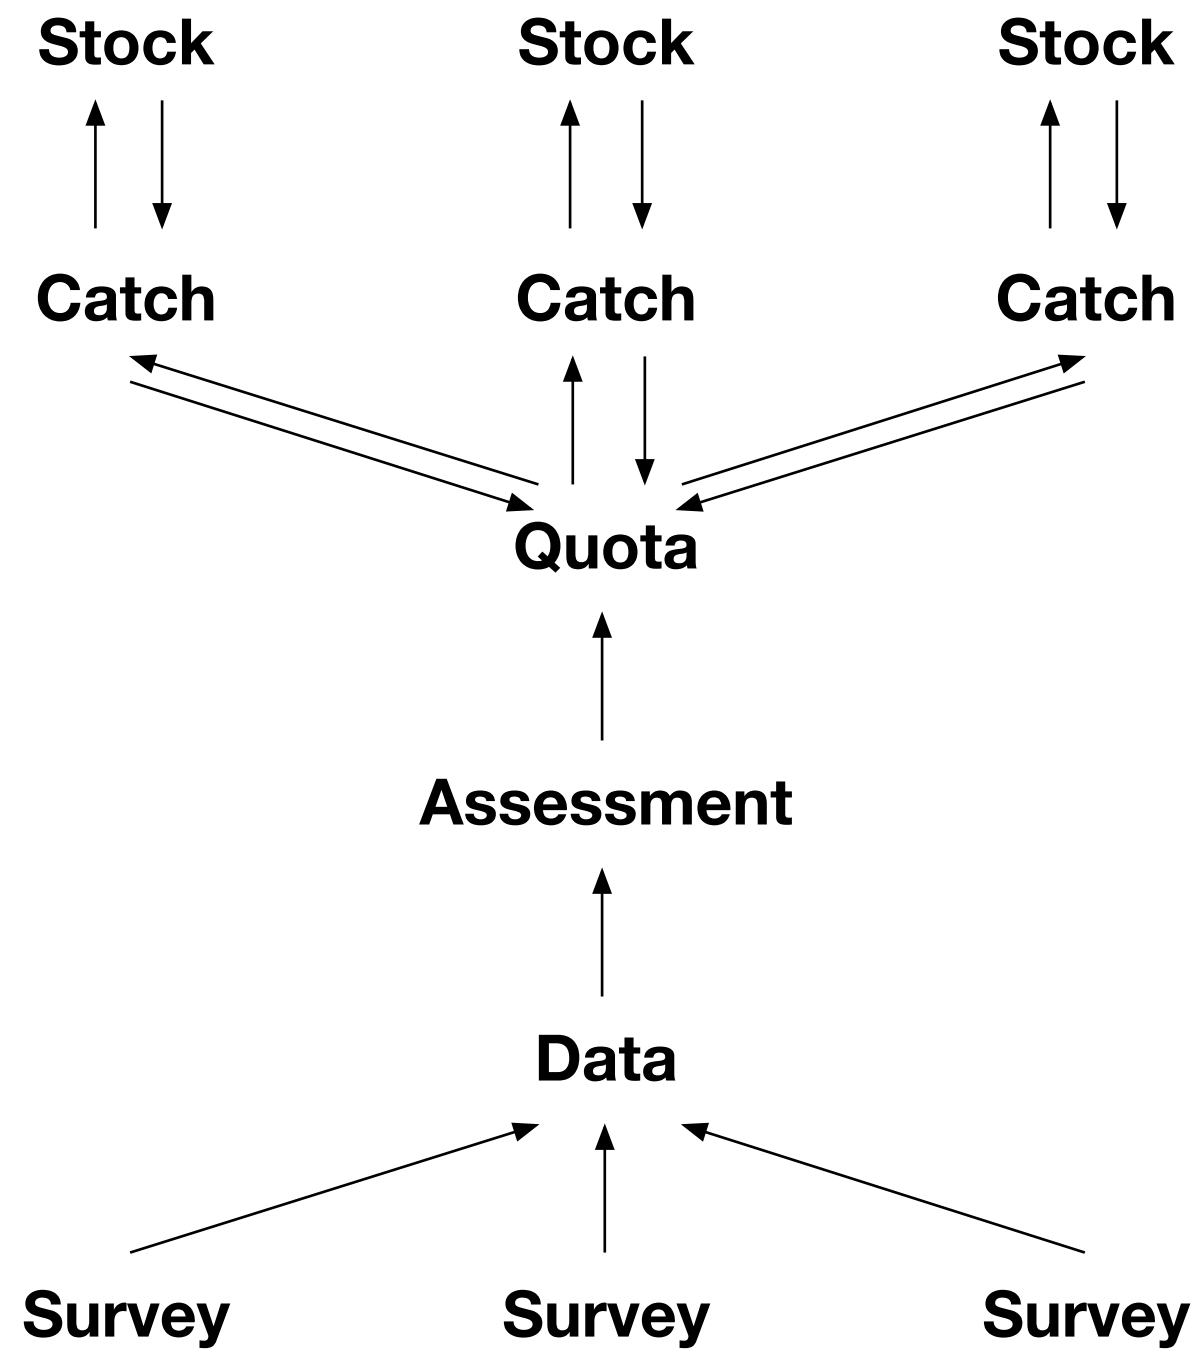 Stock Stock Stock
Catch Catch Catch
Quota
Assessment
Data
Survey Survey Survey